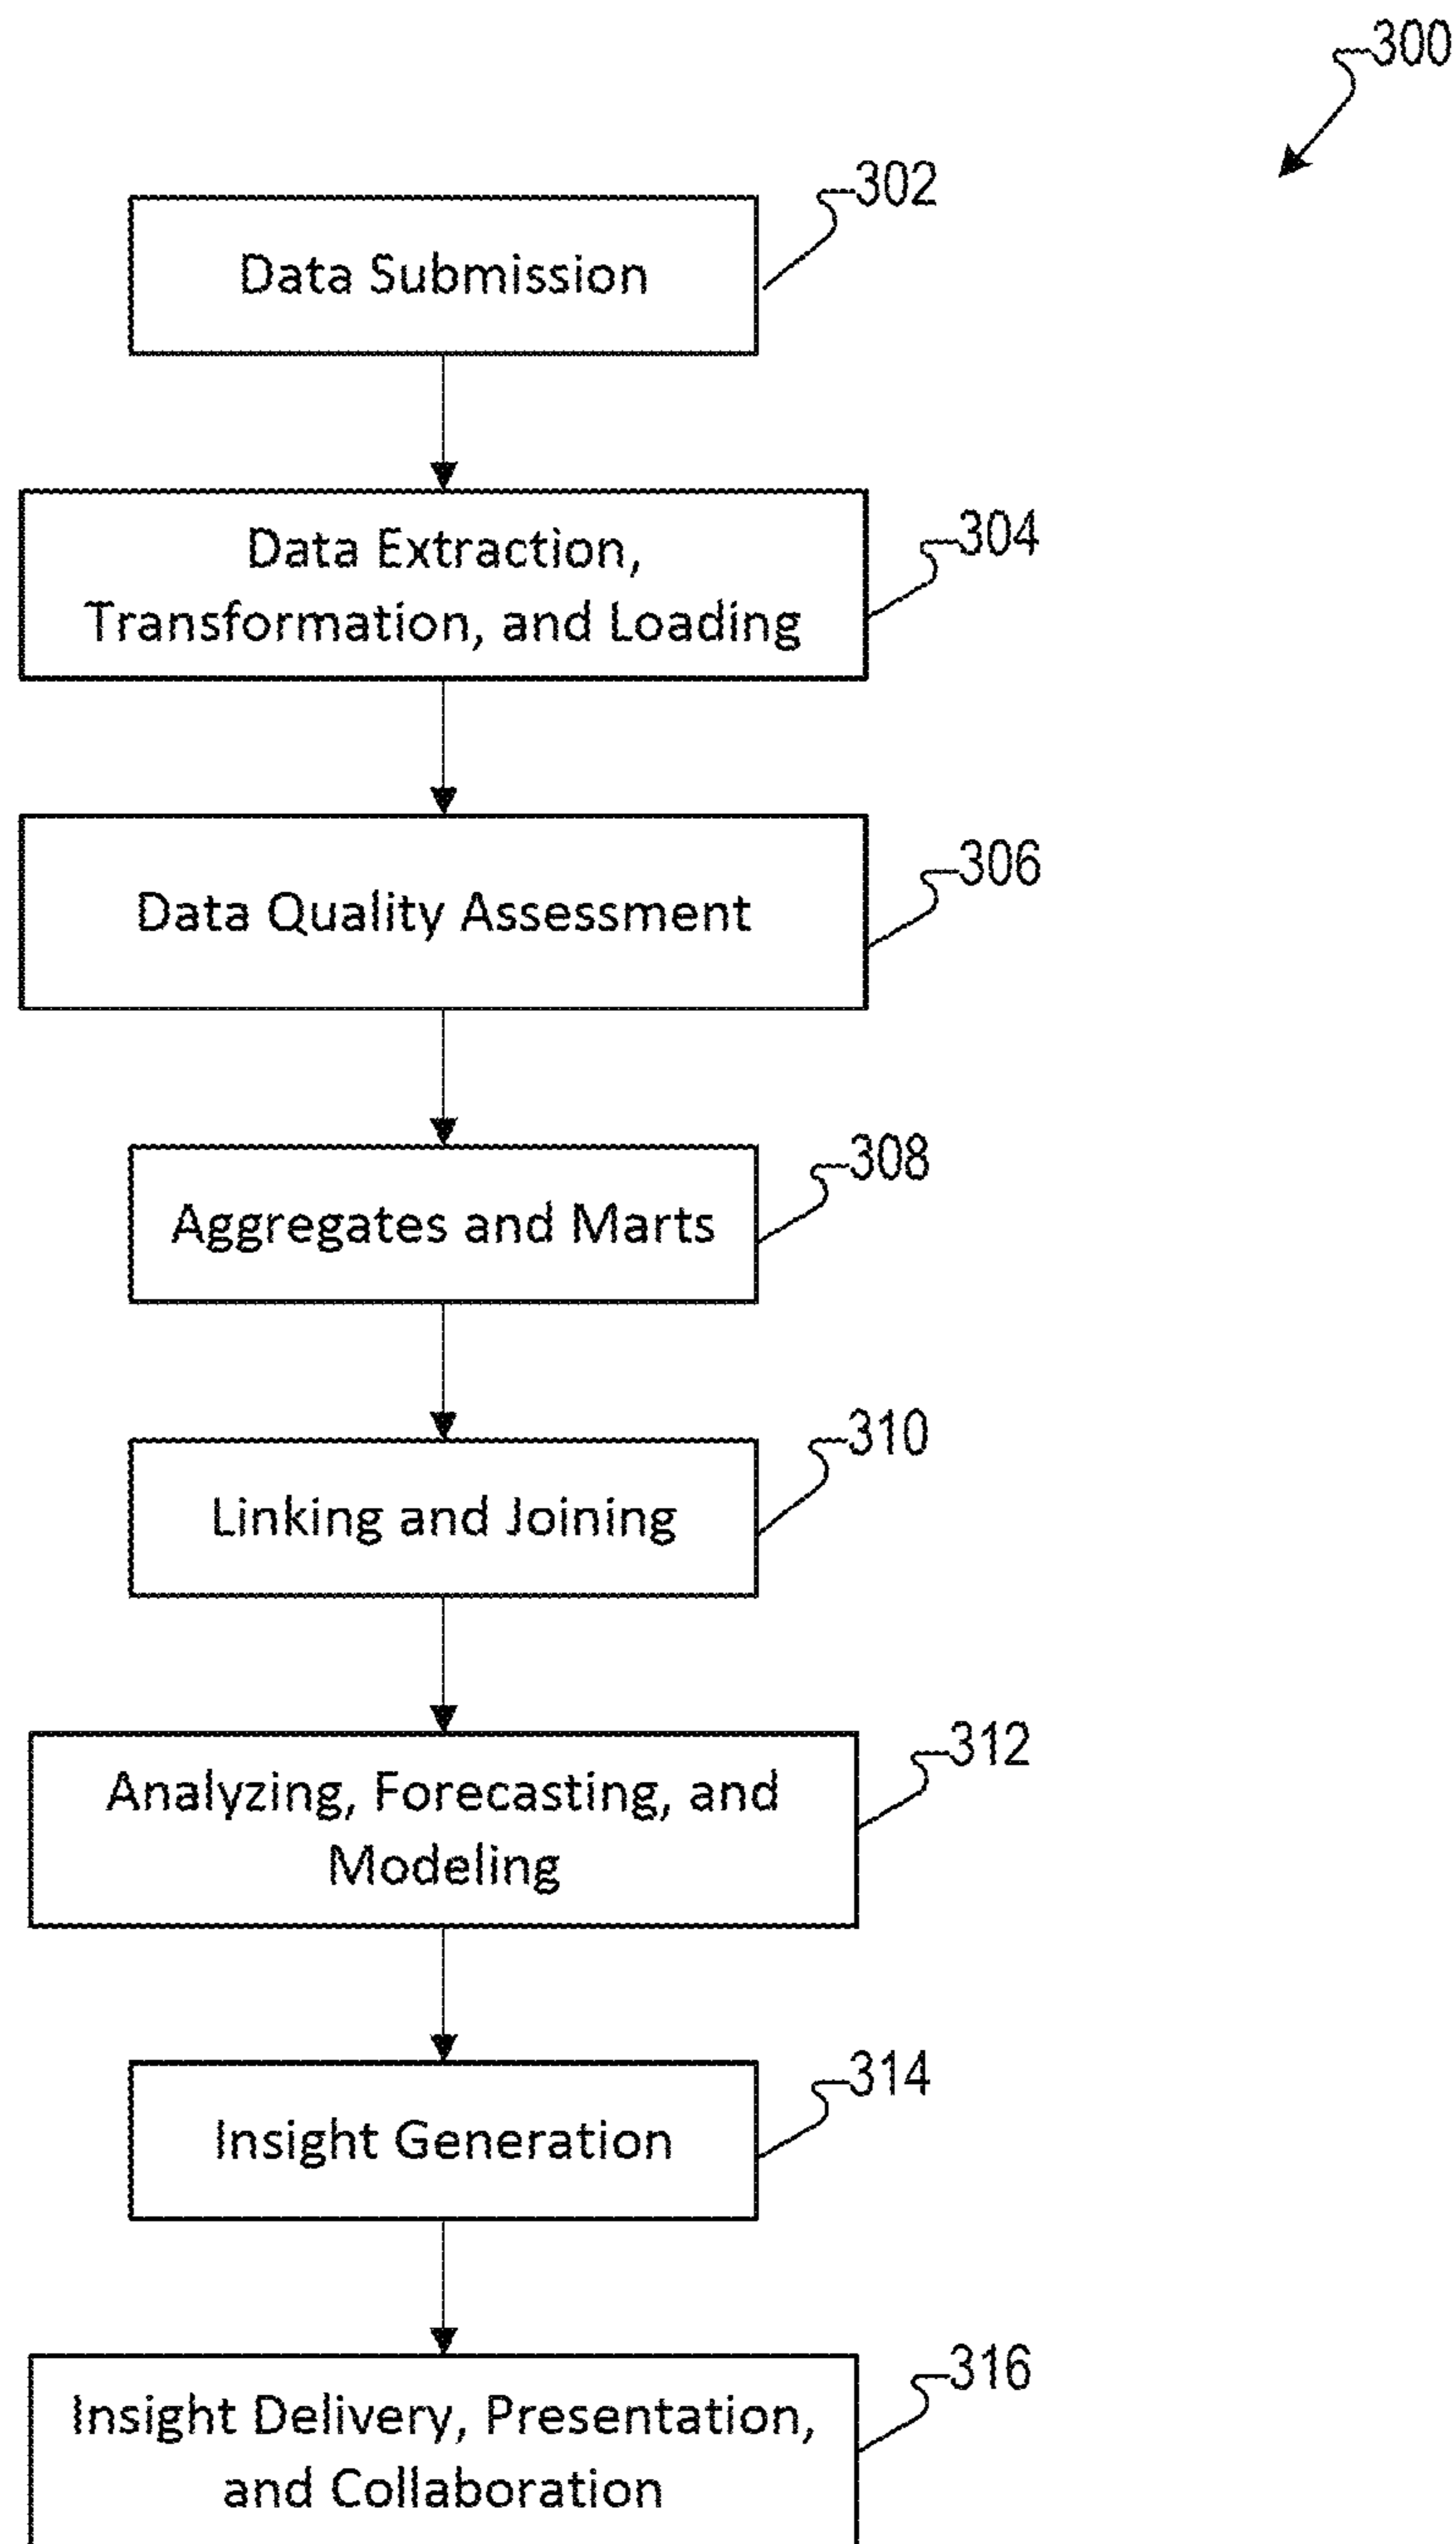 300
302
Data Submission
304
Data Extraction,
Transformation, and Loading
306
Data Quality Assessment
308
Aggregates and Marts
310
Linking and Joining
312
Analyzing, Forecasting, and
Modeling
314
Insight Generation
316
Insight Delivery, Presentation,
and Collaboration